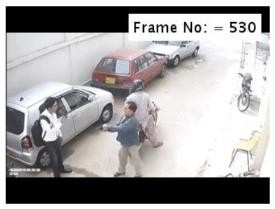 Frame No: = 530